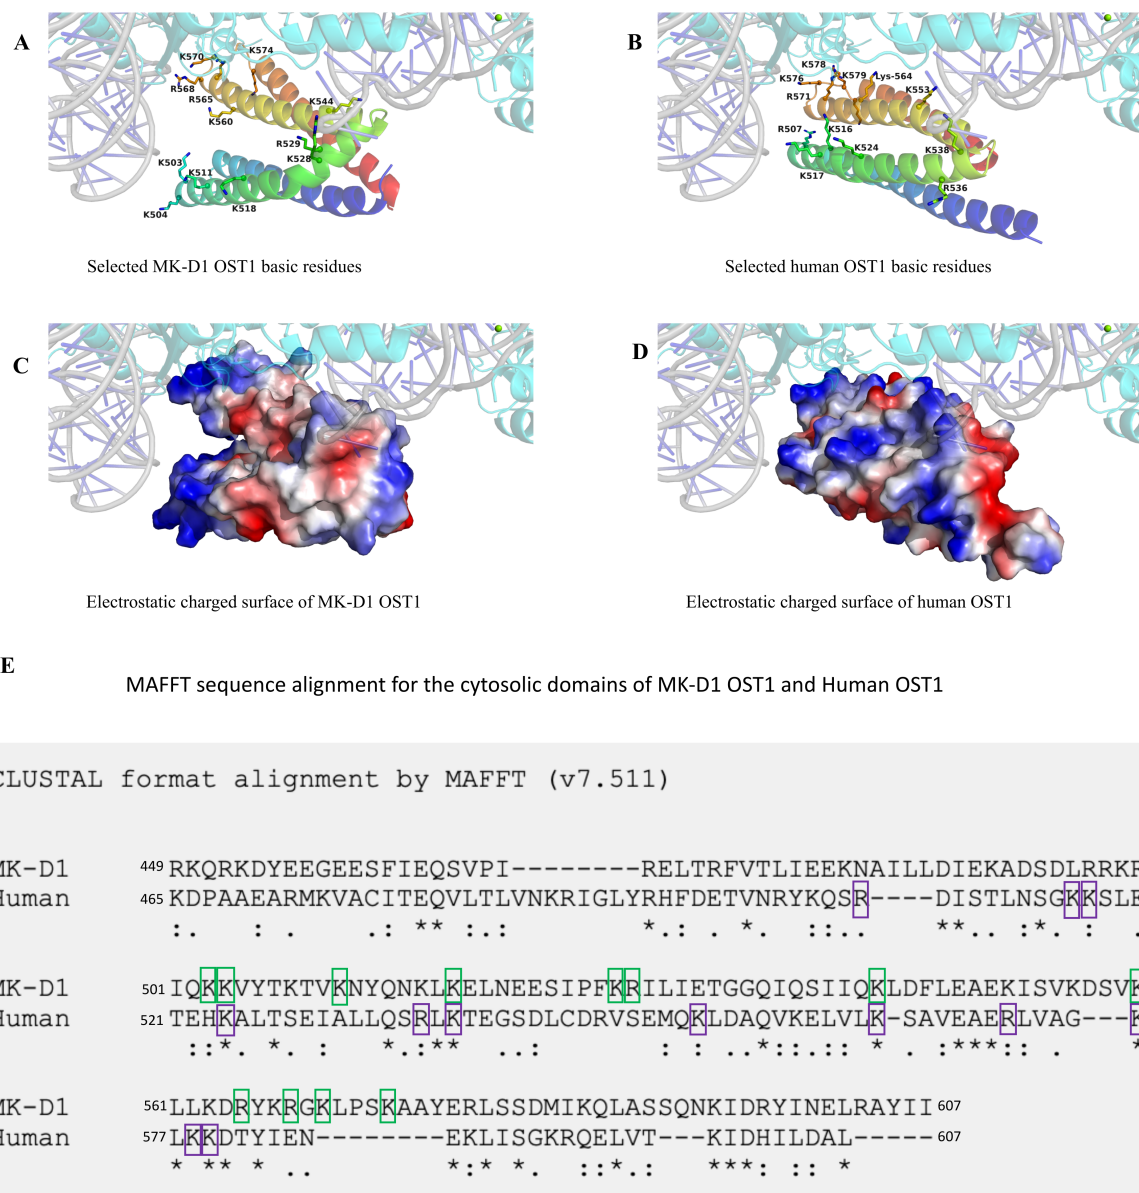 A
K570
K574
R568
R565
K560
K544
R529
K528
K503
K511
K518
K504
Selected MK-D1 OST1 basic residues
B
K578
K576
K579
Lys-564
R571
K553
R507
K516
K524
K538
K517
R536
Selected human OST1 basic residues
C
Electrostatic charged surface of MK-D1 OST1
D
Electrostatic charged surface of human OST1
E
MAFFT sequence alignment for the cytosolic domains of MK-D1 OST1 and Human OST1
CLUSTAL format alignment by MAFFT (v7.511)
MK-D1 449 RKQRKDYEEGEESFIEQSVPI--------RELTRFVTLIEEKNAILLDIEKADSDLRRKR
Human 465 KDPAAEARMKVACITEQVLTLVNKRIGLYRHFDETVNRYKQSR----DISTLNSGKKSLE
:. : . .: ** :.: *. : . *. ::.. **.. :*. : .
MK-D1 501 IQKKVYTKTVKNYQNKLKELNEESIPFKRILIETGGQIQSIIQKLDFLEAEKISVKDSVK
Human 521 TEHKALTSEIALLQSRLKTEGSDLCDRVSEMQKLDAQVKELVLK-SAVEAERLVAG---K
::*. *. : *.:** ..: : : ..*::.:: * . :***:: . *
MK-D1 561 LLKDRYKRGKLPSKAAYERLSSDMIKQLASSQNKIDRYINELRAYII 607
Human 577 LKKDTYIEN--------EKLISGKRQELVT---KIDHILDAL----- 607
* ** * .. *:* *. ::*.: ***: :: *